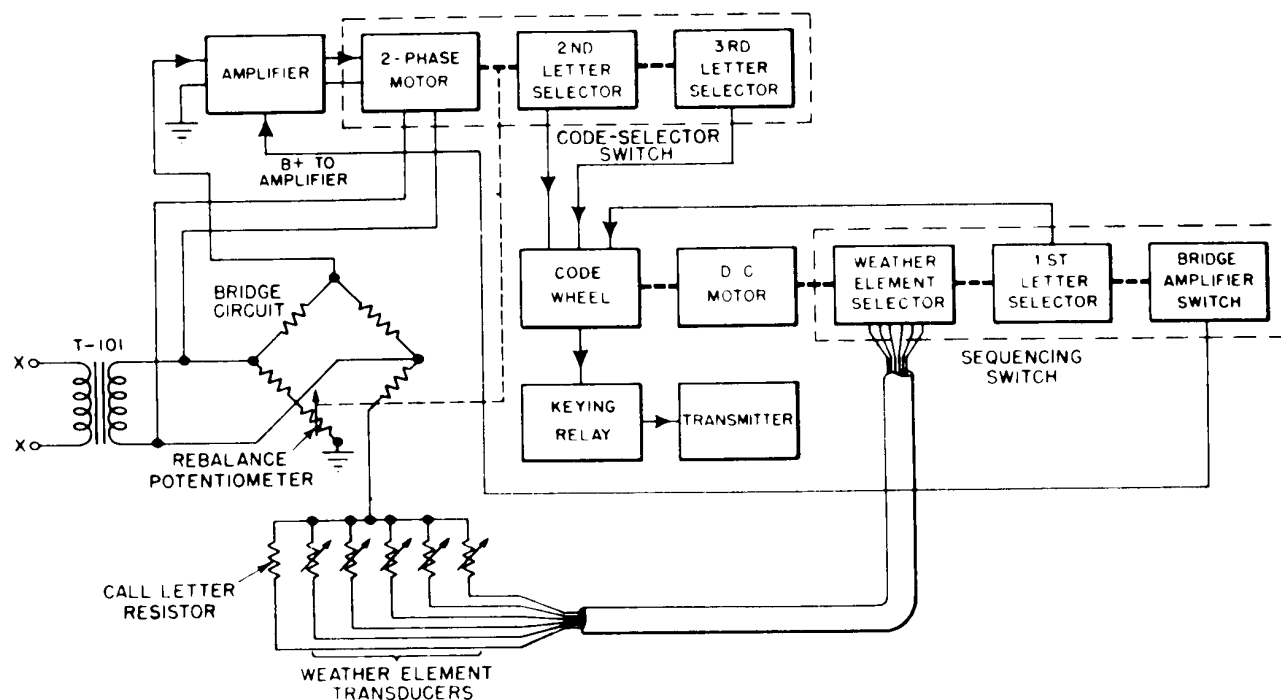 AMPLIFIER
2-PHASE
MOTOR
2ND
LETTER
SELECTOR
3RD
LETTER
SELECTOR
CODE-SELECTOR
SWITCH
B+ TO
AMPLIFIER
BRIDGE
CIRCUIT
T-101
X
X
REBALANCE
POTENTIOMETER
CODE
WHEEL
D C
MOTOR
WEATHER
ELEMENT
SELECTOR
1 ST
LETTER
SELECTOR
BRIDGE
AMPLIFIER
SWITCH
SEQUENCING
SWITCH
KEYING
RELAY
TRANSMITTER
CALL LETTER
RESISTOR
WEATHER ELEMENT
TRANSDUCERS